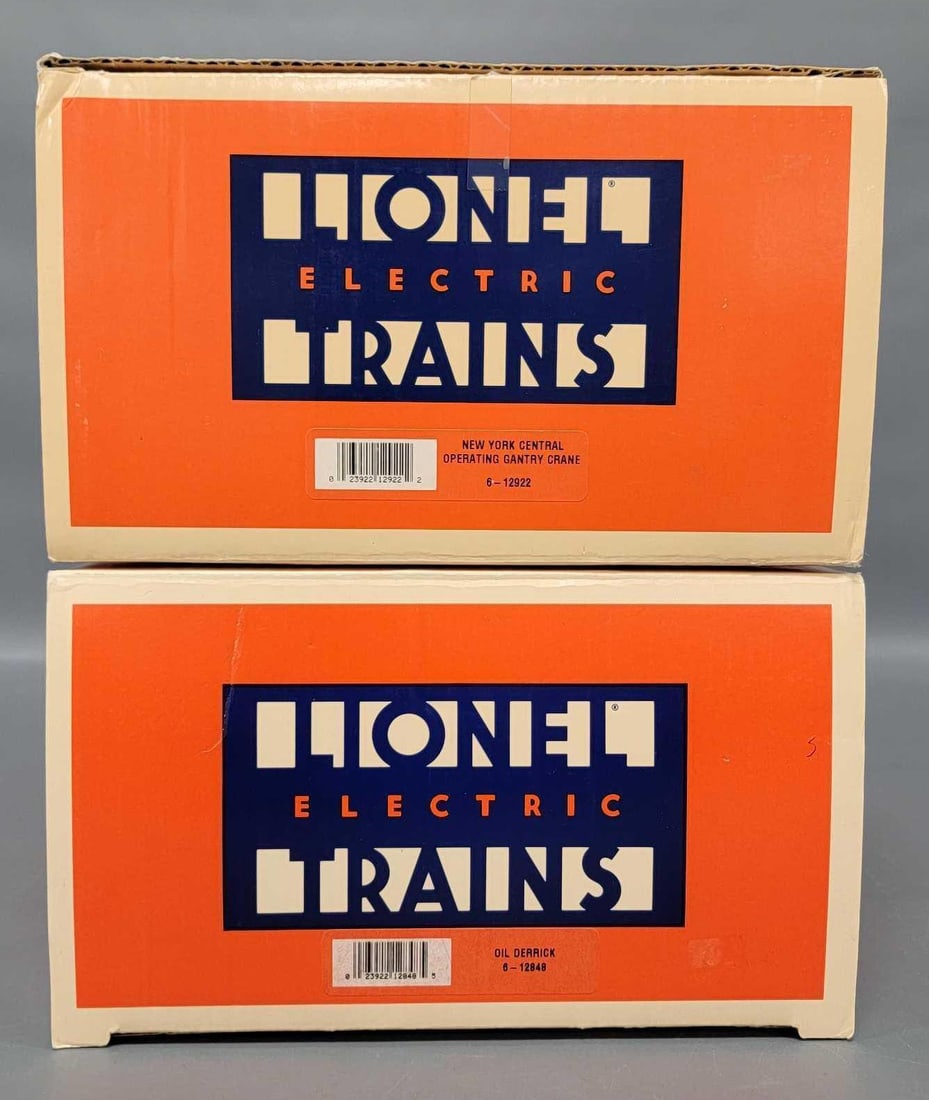 LIONEL®
ELECTRIC
TRAINS
NEW YORK CENTRAL
OPERATING GANTRY CRANE
6-12922
0 23922 12922 2
LIONEL®
ELECTRIC
TRAINS
S
OIL DERRICK
6-12848
0 23922 12848 5